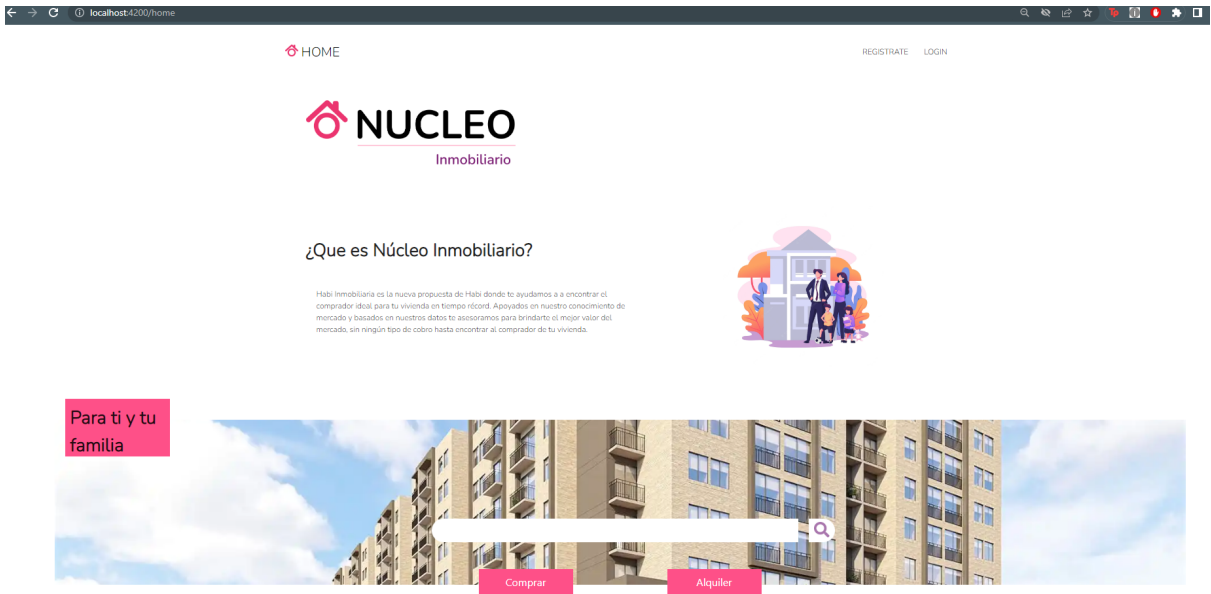 localhost:4200/home
HOME
REGISTRATE LOGIN
NUCLEO
Inmobiliario
¿Que es Núcleo Inmobiliario?
Habi Inmobiliaria es la nueva propuesta de Habi donde te ayudamos a a encontrar el
comprador ideal para tu vivienda en tiempo récord. Apoyados en nuestro conocimiento de
mercado y basados en nuestros datos te asesoramos para brindarte el mejor valor del
mercado, sin ningún tipo de cobro hasta encontrar al comprador de tu vivienda.
Para ti y tu
familia
Comprar Alquiler